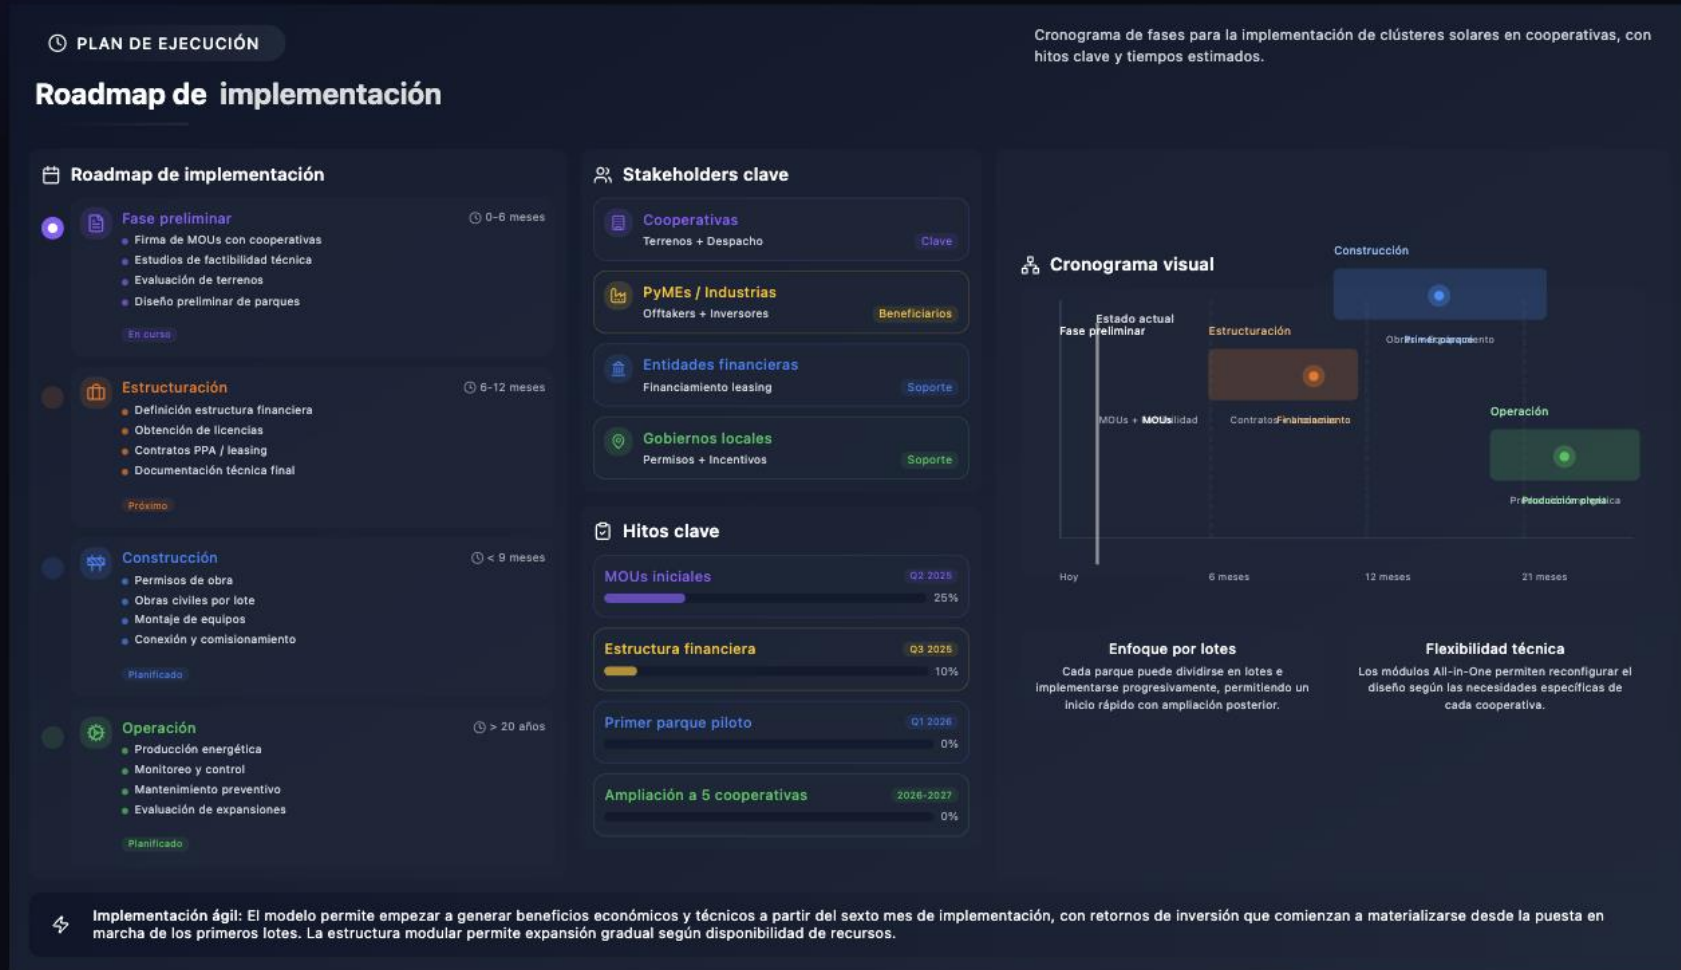 PLAN DE EJECUCIÓN
Roadmap de implementación
Cronograma de fases para la implementación de clústeres solares en cooperativas, con
hitos clave y tiempos estimados.
Roadmap de implementación
Fase preliminar
0-6 meses
Firma de MOUs con cooperativas
Estudios de factibilidad técnica
Evaluación de terrenos
Diseño preliminar de parques
En curso
Estructuración
6-12 meses
Definición estructura financiera
Obtención de licencias
Contratos PPA / leasing
Documentación técnica final
Próximo
Construcción
< 9 meses
Permisos de obra
Obras civiles por lote
Montaje de equipos
Conexión y comisionamiento
Planificado
Operación
> 20 años
Producción energética
Monitoreo y control
Mantenimiento preventivo
Evaluación de expansiones
Planificado
Stakeholders clave
Cooperativas
Terrenos + Despacho
Clave
PyMEs / Industrias
Offtakers + Inversores
Beneficiarios
Entidades financieras
Financiamiento leasing
Soporte
Gobiernos locales
Permisos + Incentivos
Soporte
Hitos clave
MOUs iniciales
Q2 2025
25%
Estructura financiera
Q3 2025
10%
Primer parque piloto
Q1 2026
0%
Ampliación a 5 cooperativas
2026-2027
0%
Cronograma visual
Construcción
Estado actual
Fase preliminar
Estructuración
Primer parque
Operación
MOUs +
MOUs
Contratos
Producción plena
Hoy
6 meses
12 meses
21 meses
Enfoque por lotes
Cada parque puede dividirse en lotes e
implementarse progresivamente, permitiendo un
inicio rápido con ampliación posterior.
Flexibilidad técnica
Los módulos All-in-One permiten reconfigurar el
diseño según las necesidades específicas de
cada cooperativa.
Implementación ágil: El modelo permite empezar a generar beneficios económicos y técnicos a partir del sexto mes de implementación, con retornos de inversión que comienzan a materializarse desde la puesta en
marcha de los primeros lotes. La estructura modular permite expansión gradual según disponibilidad de recursos.